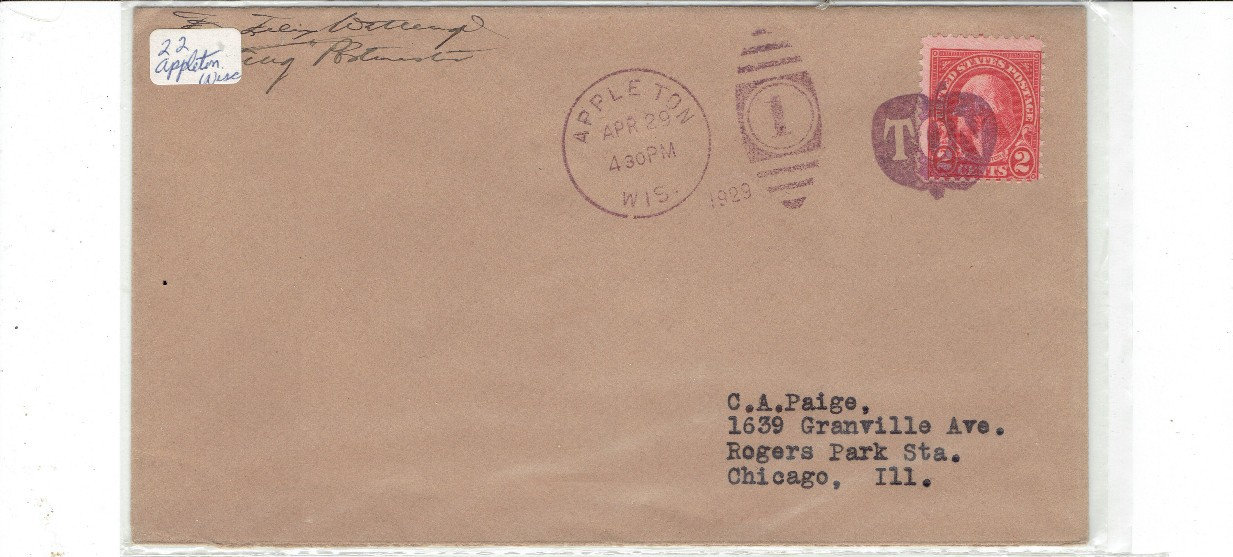 Postmaster
22
Appleton.
Wisc
APPLETON
APR 29
4 30 PM
WIS.
1929
1
UNITED STATES POSTAGE
2 CENTS 2
T
C.A.Paige,
1639 Granville Ave.
Rogers Park Sta.
Chicago, Ill.